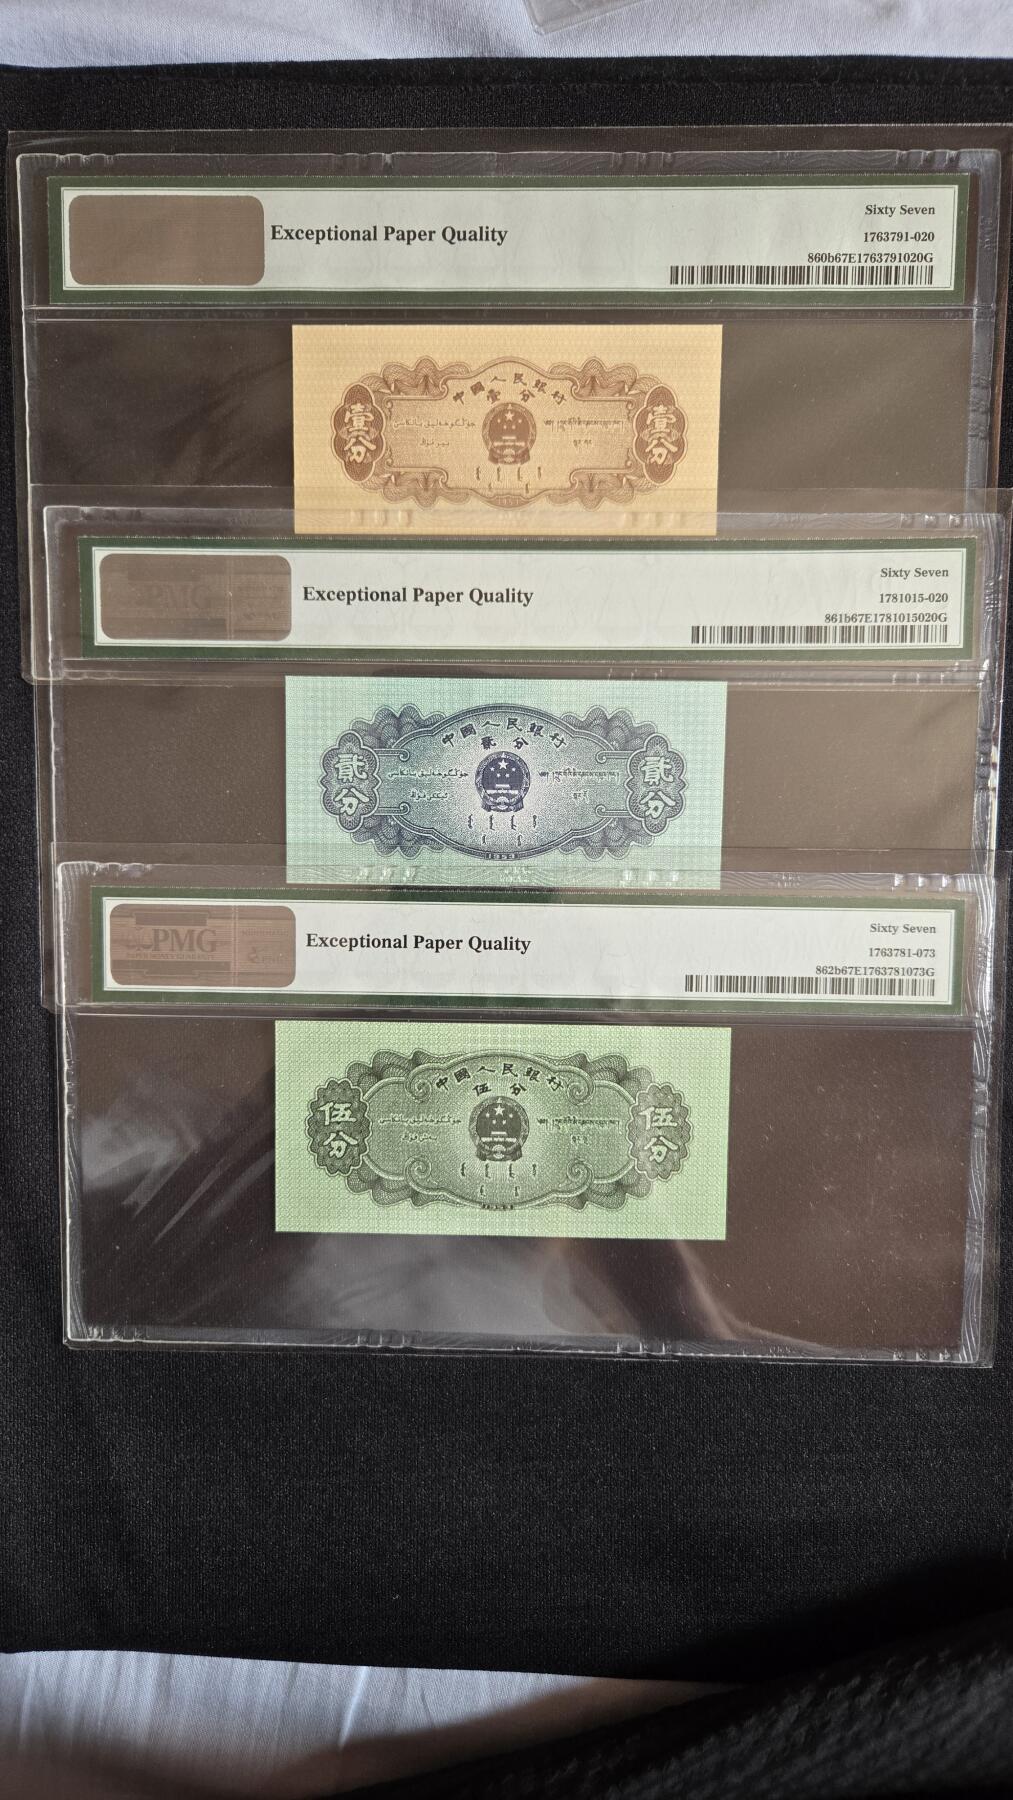 Exceptional Paper Quality
Sixty Seven
1763791-020
860b67E1763791020G
中國人民銀行
壹分
壹分
壹分
1953
Exceptional Paper Quality
Sixty Seven
1781015-020
861b67E1781015020G
中國人民銀行
貳分
貳分
貳分
1953
PMG
Exceptional Paper Quality
Sixty Seven
1763781-073
862b67E1763781073G
中國人民銀行
伍分
伍分
伍分
1953